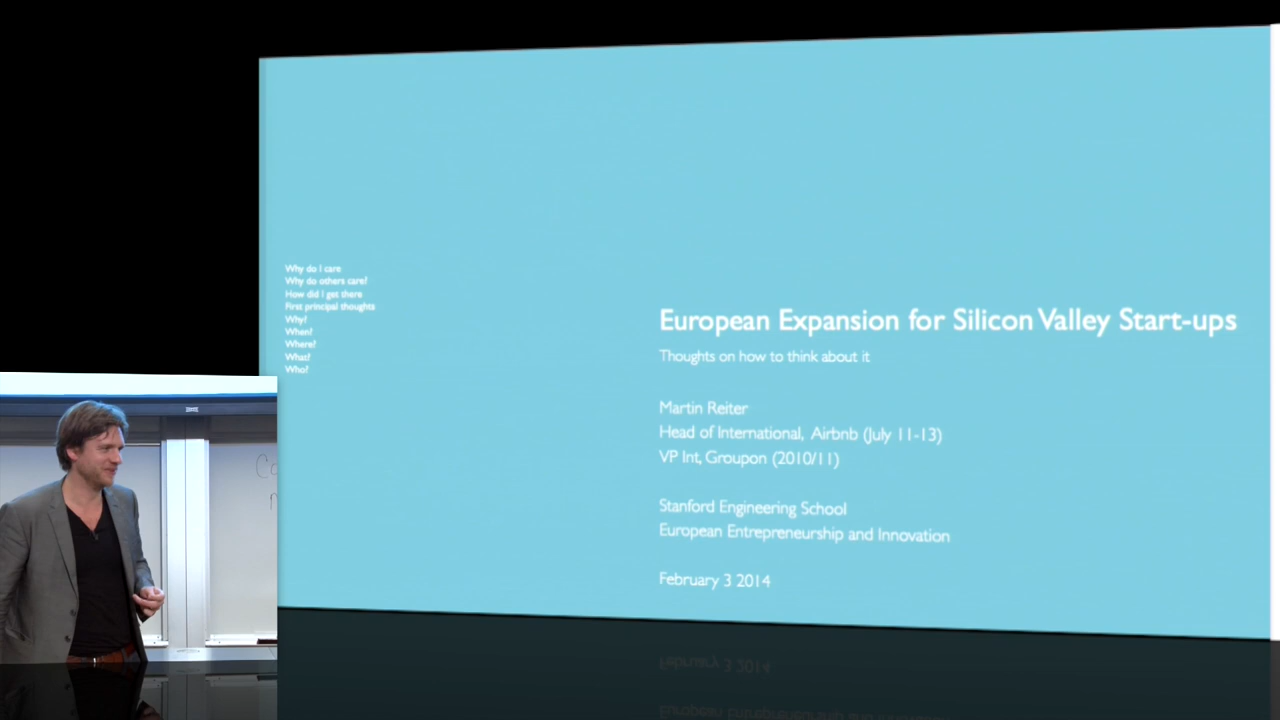 Why do I care
Why do others care?
How did I get there
First principal thoughts
Why?
When?
Where?
What?
Who?
European Expansion for Silicon Valley Start-ups
Thoughts on how to think about it
Martin Reiter
Head of International, Airbnb (July 11-13)
VP Int, Groupon (2010/11)
Stanford Engineering School
European Entrepreneurship and Innovation
February 3 2014